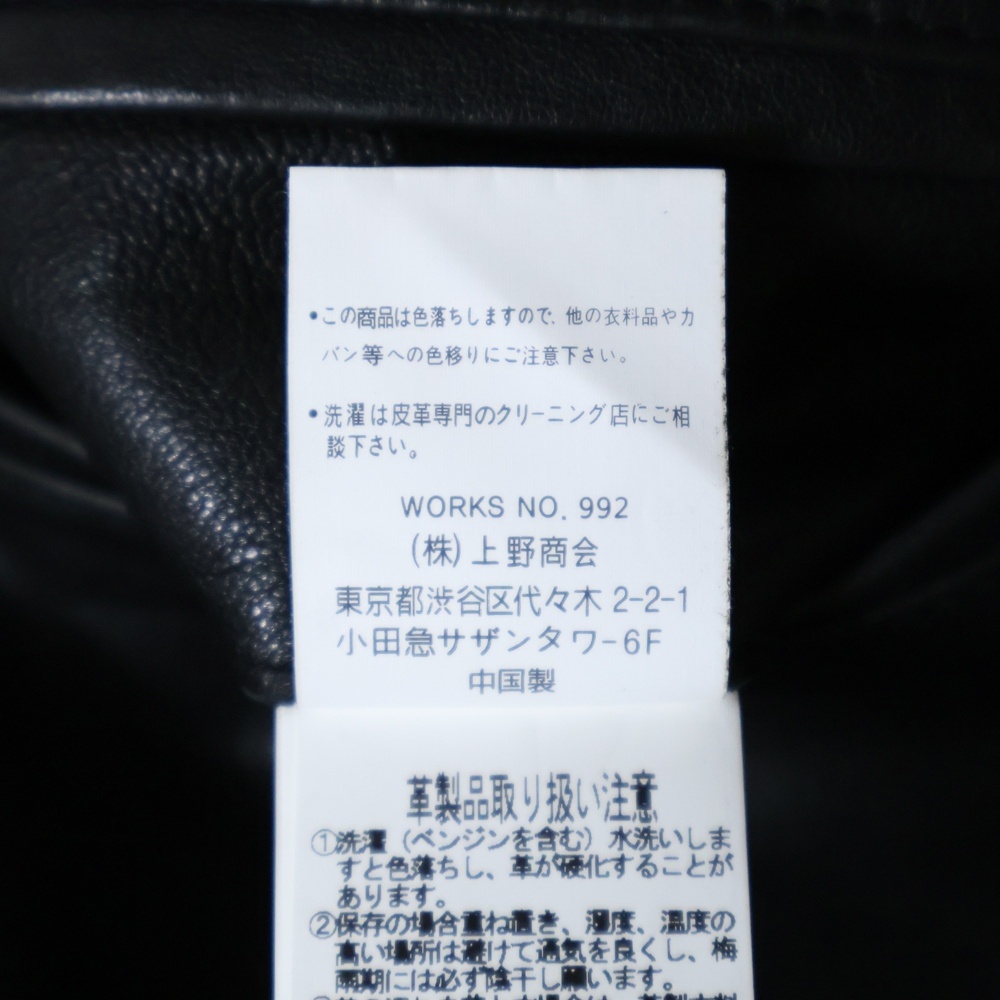 •この商品は色落ちしますので、他の衣料品やカ
バン等への色移りにご注意下さい。
•洗濯は皮革専門のクリーニング店にご相
談下さい。
WORKS NO. 992
(株)上野商会
東京都渋谷区代々木 2-2-1
小田急サザンタワー6F
中国製
革製品取り扱い注意
①洗濯（ベンジンを含む）水洗いしま
すと色落ちし、革が硬化することが
あります。
②保存の場合重ね置き、湿度、温度の
高い場所は避けて通気を良くし、梅
雨期には必ず陰干し願います。